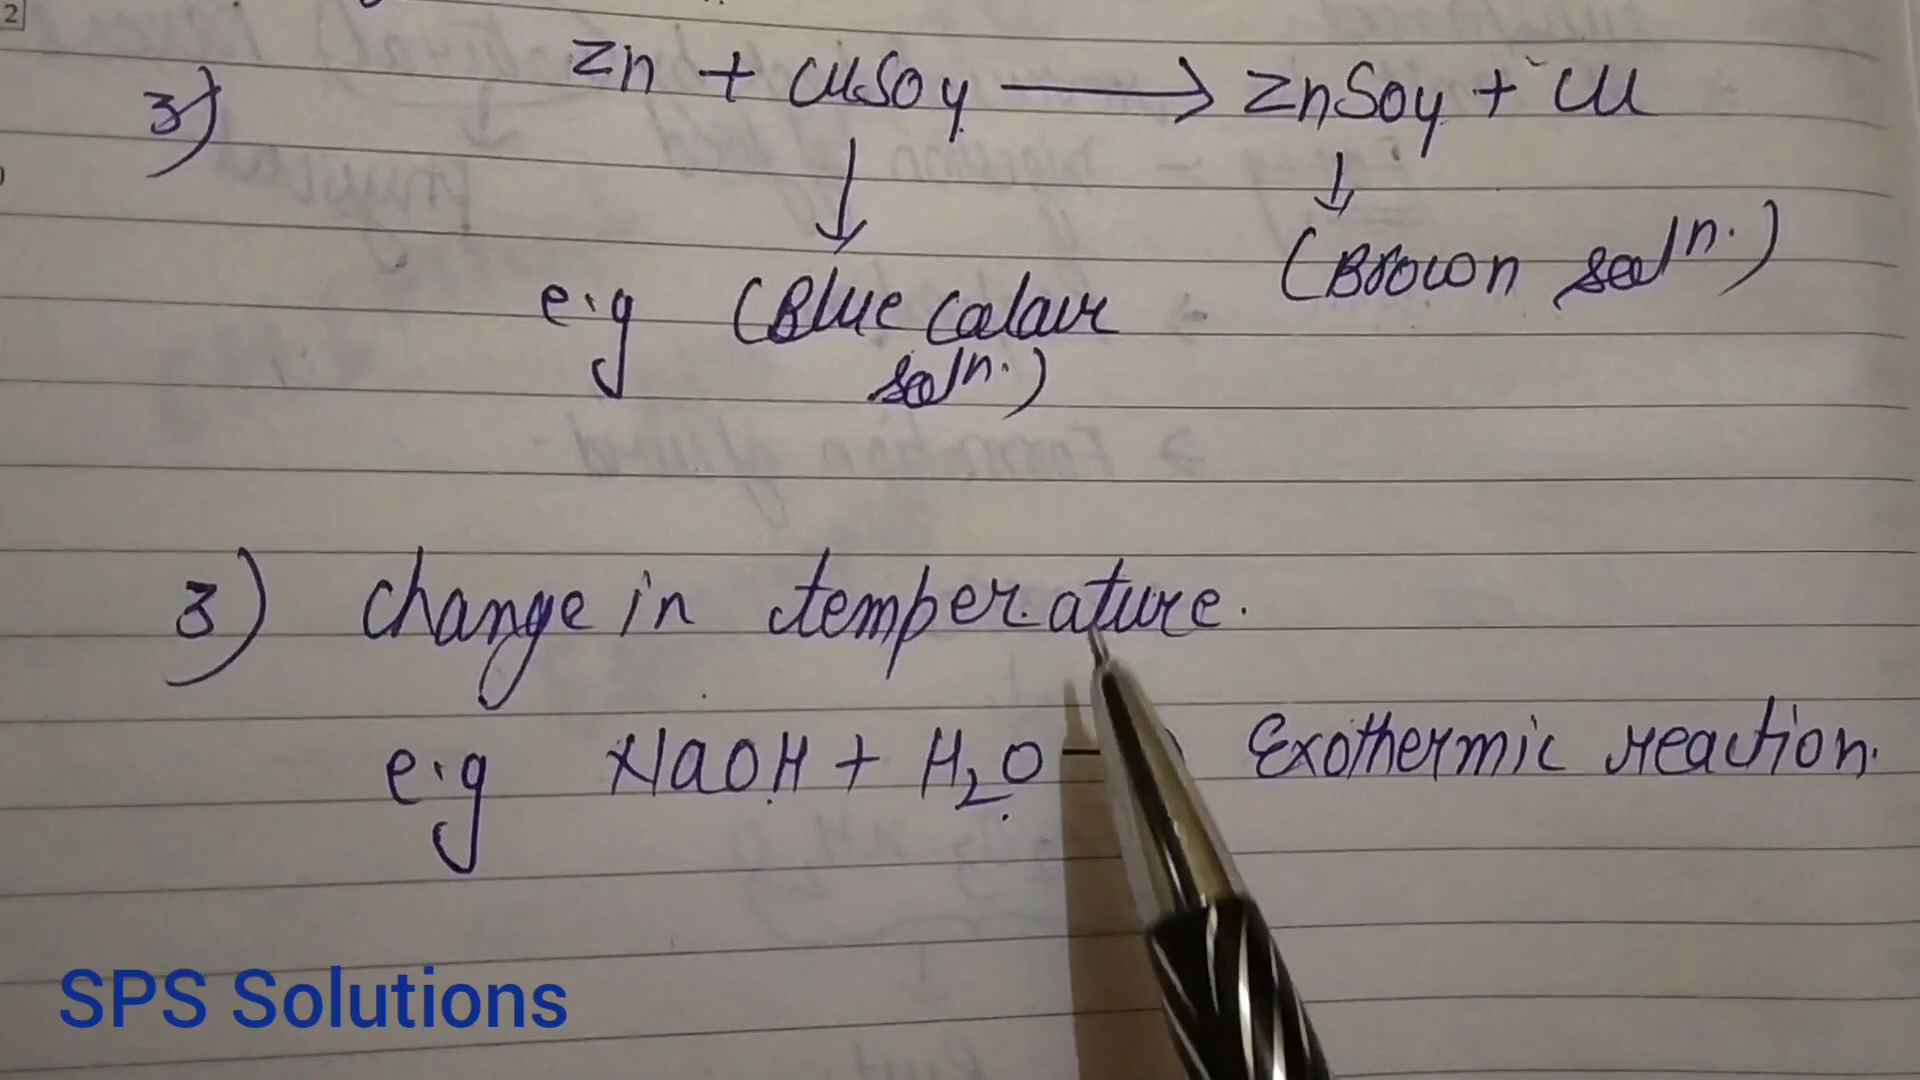 2
3) Zn + CuSO4 → ZnSO4 + Cu
↓ ↓
e.g (Blue Colour (Brown soln.)
soln.)
3) change in temperature.
e.g NaOH + H2O Exothermic reaction.
SPS Solutions